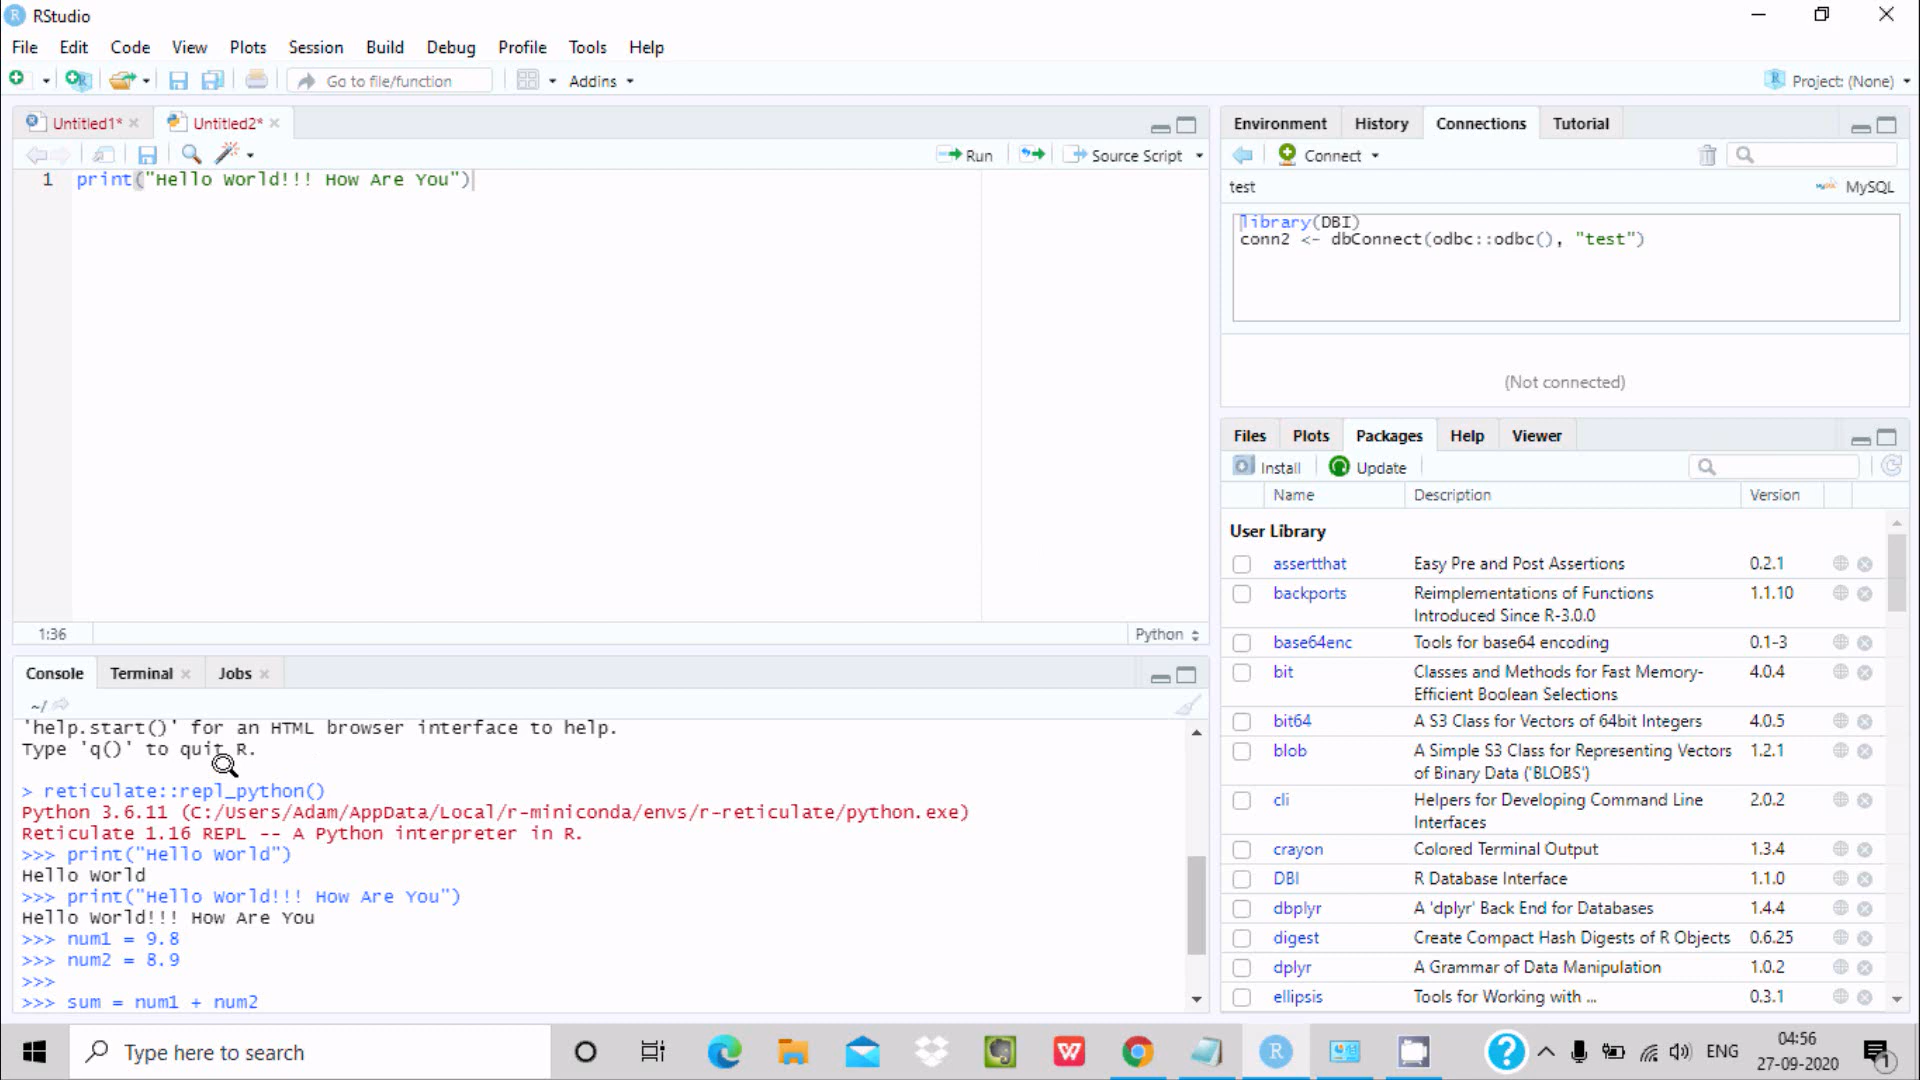 RStudio
File Edit Code View Plots Session Build Debug Profile Tools Help
Go to file/function Addins Project: (None)
Untitled1* Untitled2*
Run Source Script
1 print("Hello World!!! How Are You")
1:36 Python
Console Terminal Jobs
~/
'help.start()' for an HTML browser interface to help.
Type 'q()' to quit R.
> reticulate::repl_python()
Python 3.6.11 (C:/Users/Adam/AppData/Local/r-miniconda/envs/r-reticulate/python.exe)
Reticulate 1.16 REPL -- A Python interpreter in R.
>>> print("Hello World")
Hello World
>>> print("Hello World!!! How Are You")
Hello World!!! How Are You
>>> num1 = 9.8
>>> num2 = 8.9
>>>
>>> sum = num1 + num2
Environment History Connections Tutorial
Connect
test MySQL
library(DBI)
conn2 <- dbConnect(odbc::odbc(), "test")
(Not connected)
Files Plots Packages Help Viewer
Install Update
Name Description Version
User Library
assertthat Easy Pre and Post Assertions 0.2.1
backports Reimplementations of Functions 1.1.10
Introduced Since R-3.0.0
base64enc Tools for base64 encoding 0.1-3
bit Classes and Methods for Fast Memory- 4.0.4
Efficient Boolean Selections
bit64 A S3 Class for Vectors of 64bit Integers 4.0.5
blob A Simple S3 Class for Representing Vectors 1.2.1
of Binary Data ('BLOBS')
cli Helpers for Developing Command Line 2.0.2
Interfaces
crayon Colored Terminal Output 1.3.4
DBI R Database Interface 1.1.0
dbplyr A 'dplyr' Back End for Databases 1.4.4
digest Create Compact Hash Digests of R Objects 0.6.25
dplyr A Grammar of Data Manipulation 1.0.2
ellipsis Tools for Working with ... 0.3.1
Type here to search
ENG
04:56
27-09-2020
1